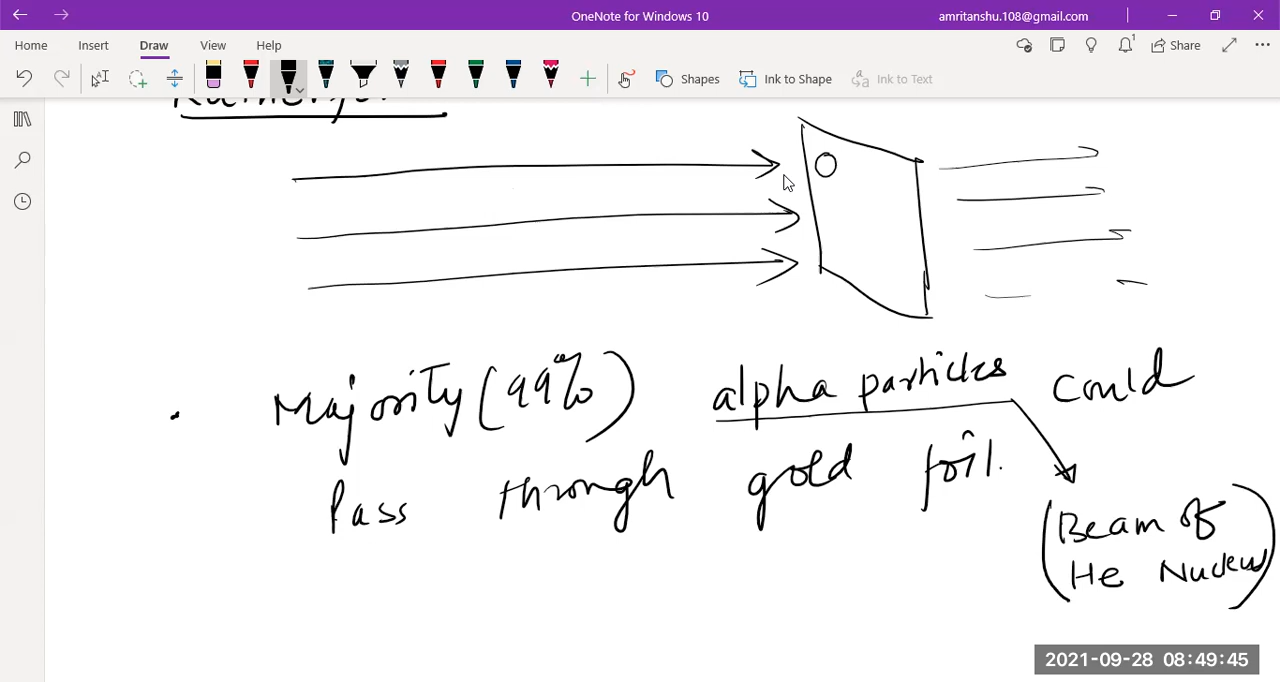 OneNote for Windows 10
amritanshu.108@gmail.com
Home Insert Draw View Help
Share
Shapes Ink to Shape Ink to Text
Majority (99%) alpha particles could
Pass through gold foil.
(Beam of
He Nucleus)
2021-09-28 08:49:45